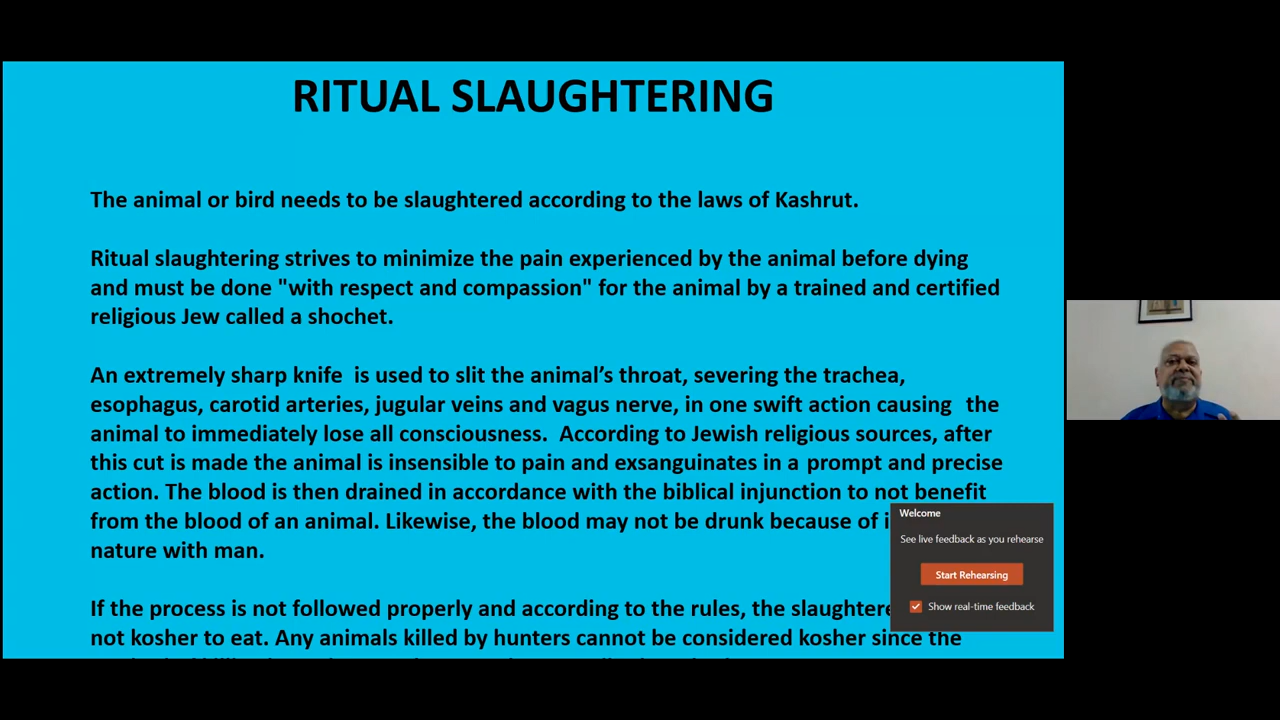 RITUAL SLAUGHTERING
The animal or bird needs to be slaughtered according to the laws of Kashrut.
Ritual slaughtering strives to minimize the pain experienced by the animal before dying
and must be done "with respect and compassion" for the animal by a trained and certified
religious Jew called a shochet.
An extremely sharp knife is used to slit the animal’s throat, severing the trachea,
esophagus, carotid arteries, jugular veins and vagus nerve, in one swift action causing the
animal to immediately lose all consciousness. According to Jewish religious sources, after
this cut is made the animal is insensible to pain and exsanguinates in a prompt and precise
action. The blood is then drained in accordance with the biblical injunction to not benefit
from the blood of an animal. Likewise, the blood may not be drunk because of
nature with man.
If the process is not followed properly and according to the rules, the
not kosher to eat. Any animals killed by hunters cannot be considered kosher since the
Welcome
See live feedback as you rehearse
Start Rehearsing
Show real-time feedback